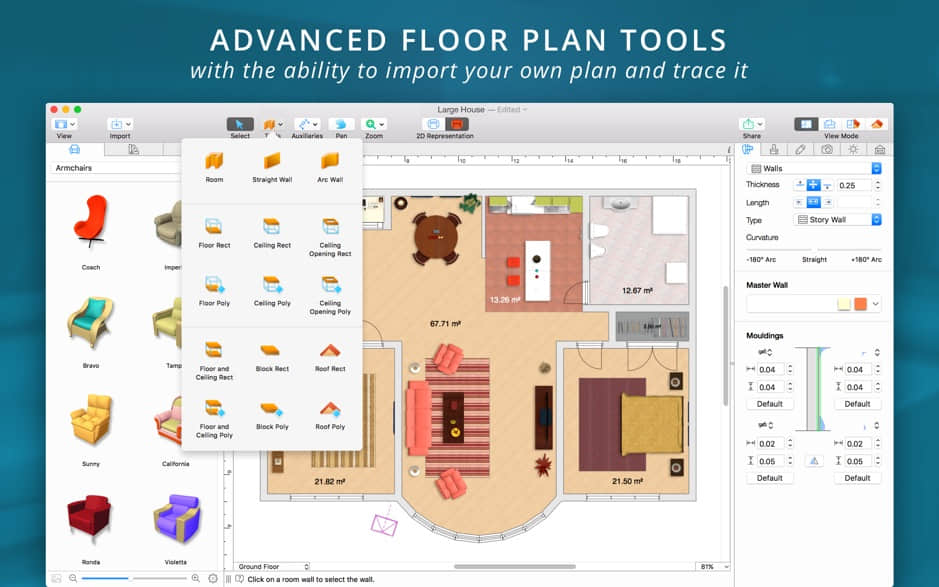 ADVANCED FLOOR PLAN TOOLS
with the ability to import your own plan and trace it
Large House — Edited
View
Import
Select
Auxiliaries
Pen
Zoom
2D Representation
Share
View Mode
Armchairs
Coach
Bravo
Sunny
California
Ronda
Violetta
Room
Straight Wall
Arc Wall
Floor Rect
Ceiling Rect
Ceiling
Opening Rect
Floor Poly
Ceiling Poly
Ceiling
Opening Poly
Floor and
Ceiling Rect
Block Rect
Roof Rect
Floor and
Ceiling Poly
Block Poly
Roof Poly
8
10
12
14
16
18
67.71 m²
13.26 m²
12.67 m²
21.82 m²
21.50 m²
Walls
Thickness
0.25
Length
Type
Story Wall
Curvature
-180° Arc
Straight
+180° Arc
Master Wall
Mouldings
0.04
0.04
0.04
0.04
Default
Default
0.02
0.02
0.05
0.05
Default
Default
Ground Floor
81%
Click on a room wall to select the wall.